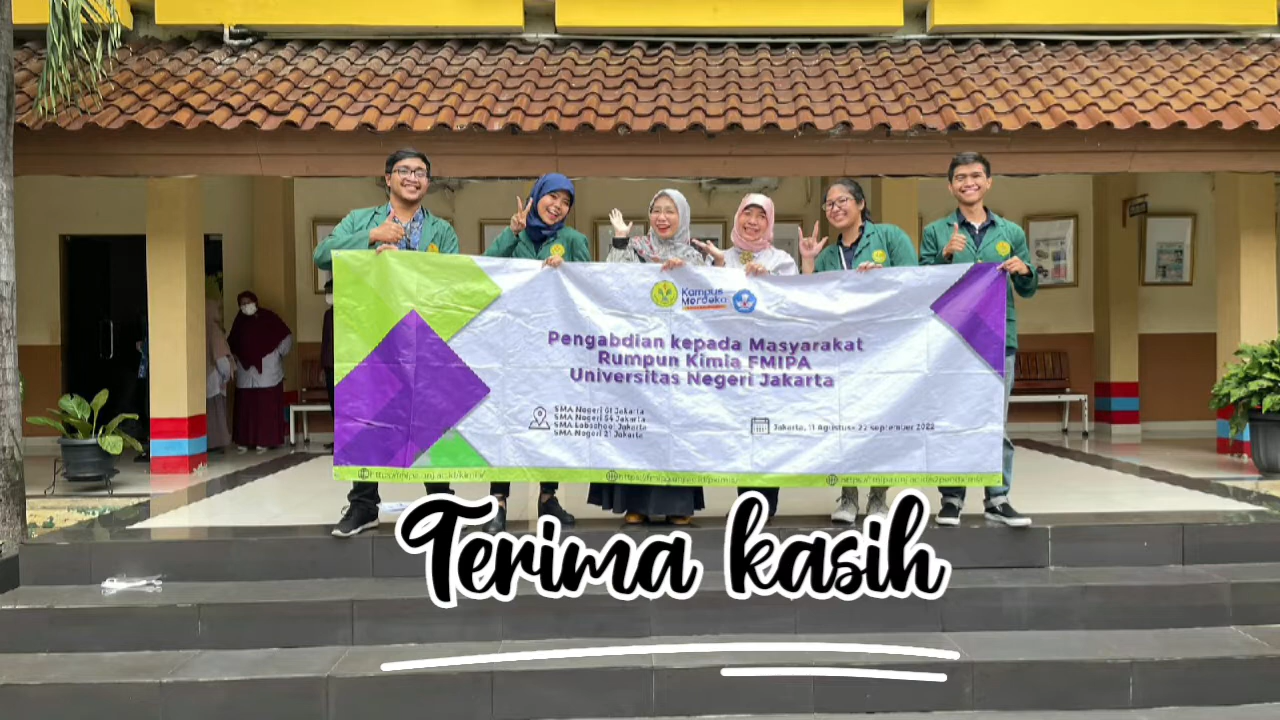 Kampus
Merdeka
Pengabdian kepada Masyarakat
Rumpun Kimia FMIPA
Universitas Negeri Jakarta
SMA Negeri 61 Jakarta
SMA Negeri 54 Jakarta
SMA Labschool Jakarta
SMA Negeri 21 Jakarta
Jakarta, 11 Agustus - 22 September 2022
Terima kasih